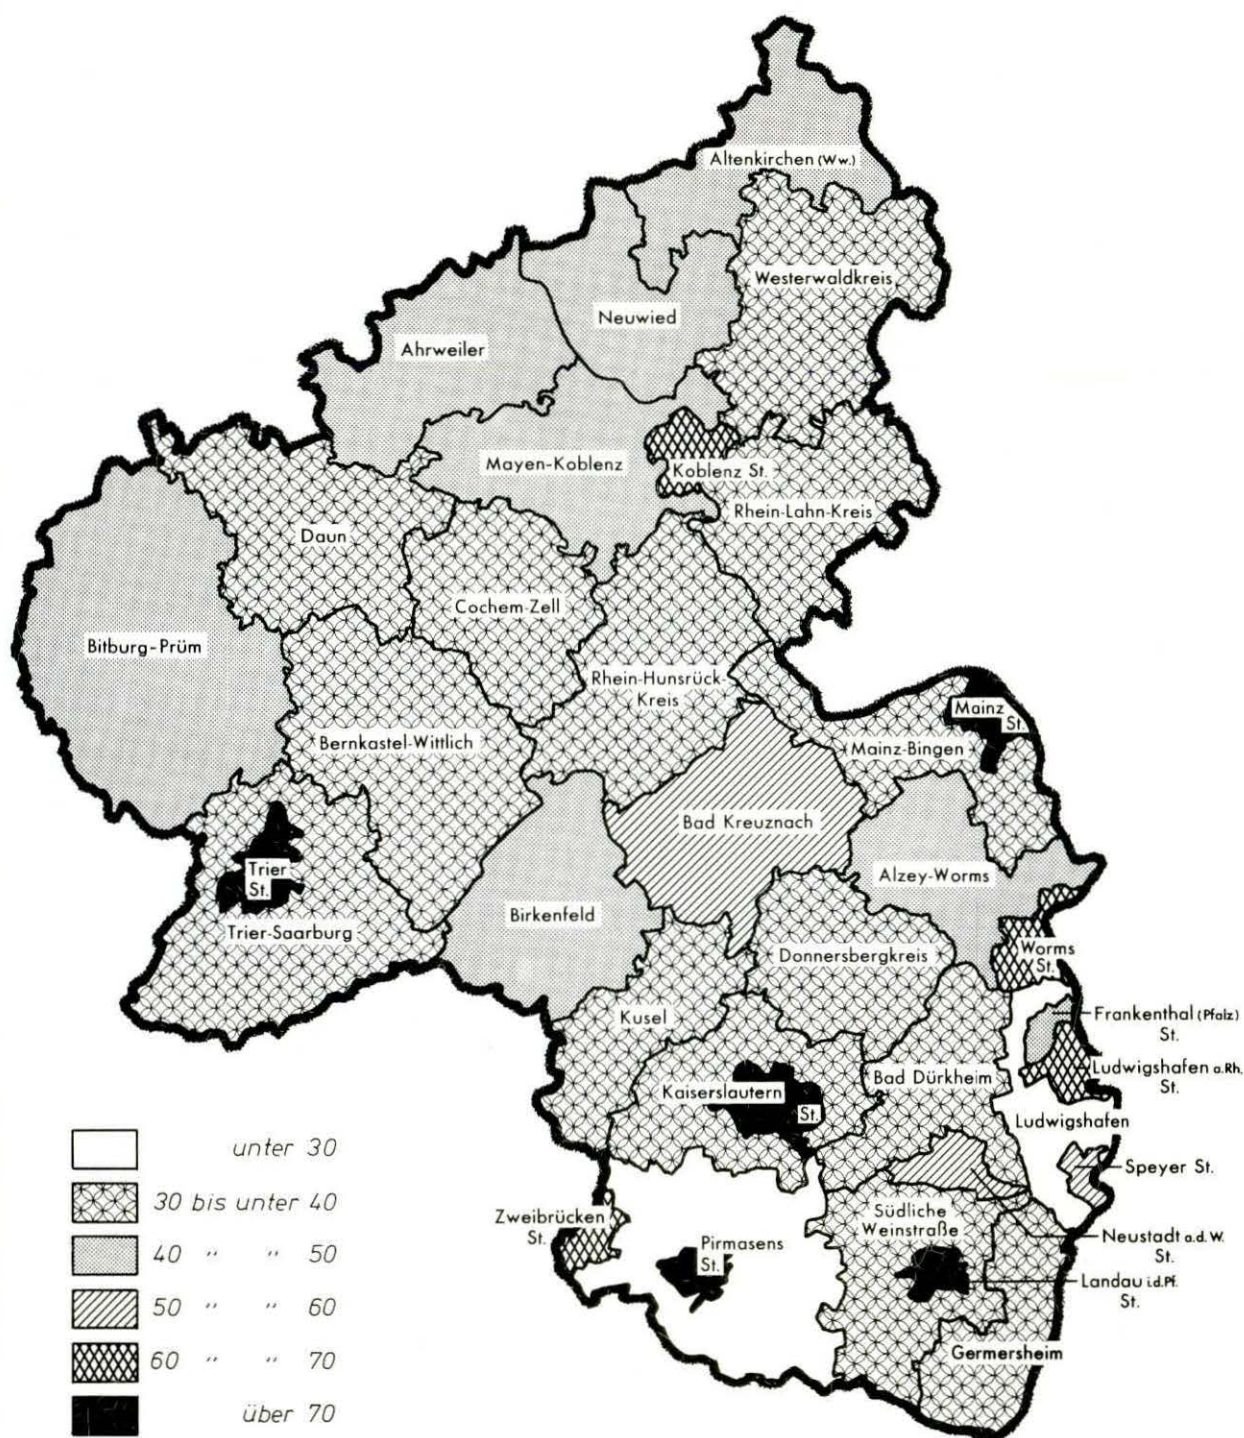 Altenkirchen (Ww.)
Westerwaldkreis
Neuwied
Ahrweiler
Mayen-Koblenz
Koblenz St.
Rhein-Lahn-Kreis
Daun
Cochem-Zell
Bitburg-Prüm
Rhein-Hunsrück-
Kreis
Mainz
St.
Bernkastel-Wittlich
Mainz-Bingen
Bad Kreuznach
Trier
St.
Alzey-Worms
Birkenfeld
Trier-Saarburg
Donnersbergkreis
Worms
St.
Kusel
Frankenthal (Pfalz)
St.
Bad Dürkheim
Ludwigshafen a.Rh.
St.
Kaiserslautern
St.
Ludwigshafen
Speyer St.
Zweibrücken
St.
Südliche
Weinstraße
Neustadt a.d.W.
St.
Pirmasens
St.
Landau i.d.Pf.
St.
Germersheim
unter 30
30 bis unter 40
40 " " 50
50 " " 60
60 " " 70
über 70